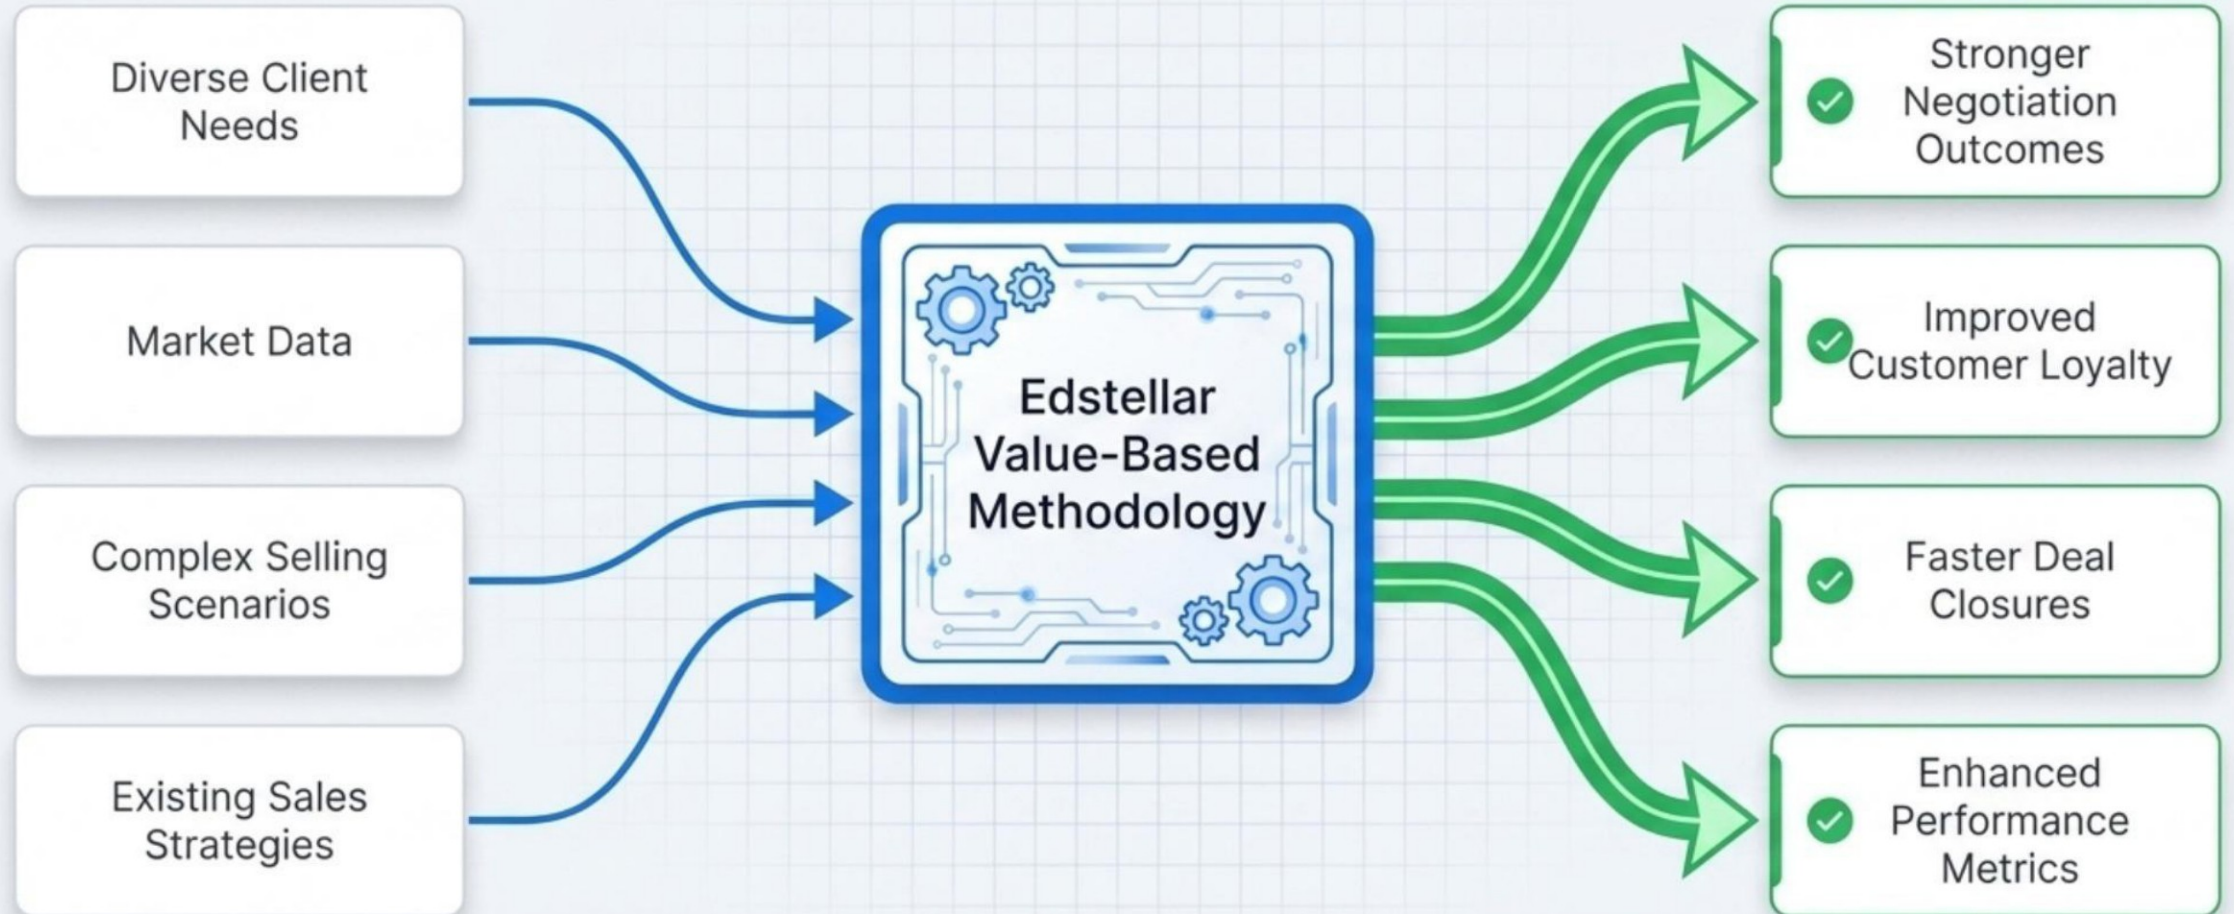 Diverse Client
Needs
Market Data
Complex Selling
Scenarios
Existing Sales
Strategies
Edstellar
Value-Based
Methodology
Stronger
Negotiation
Outcomes
Improved
Customer Loyalty
Faster Deal
Closures
Enhanced
Performance
Metrics